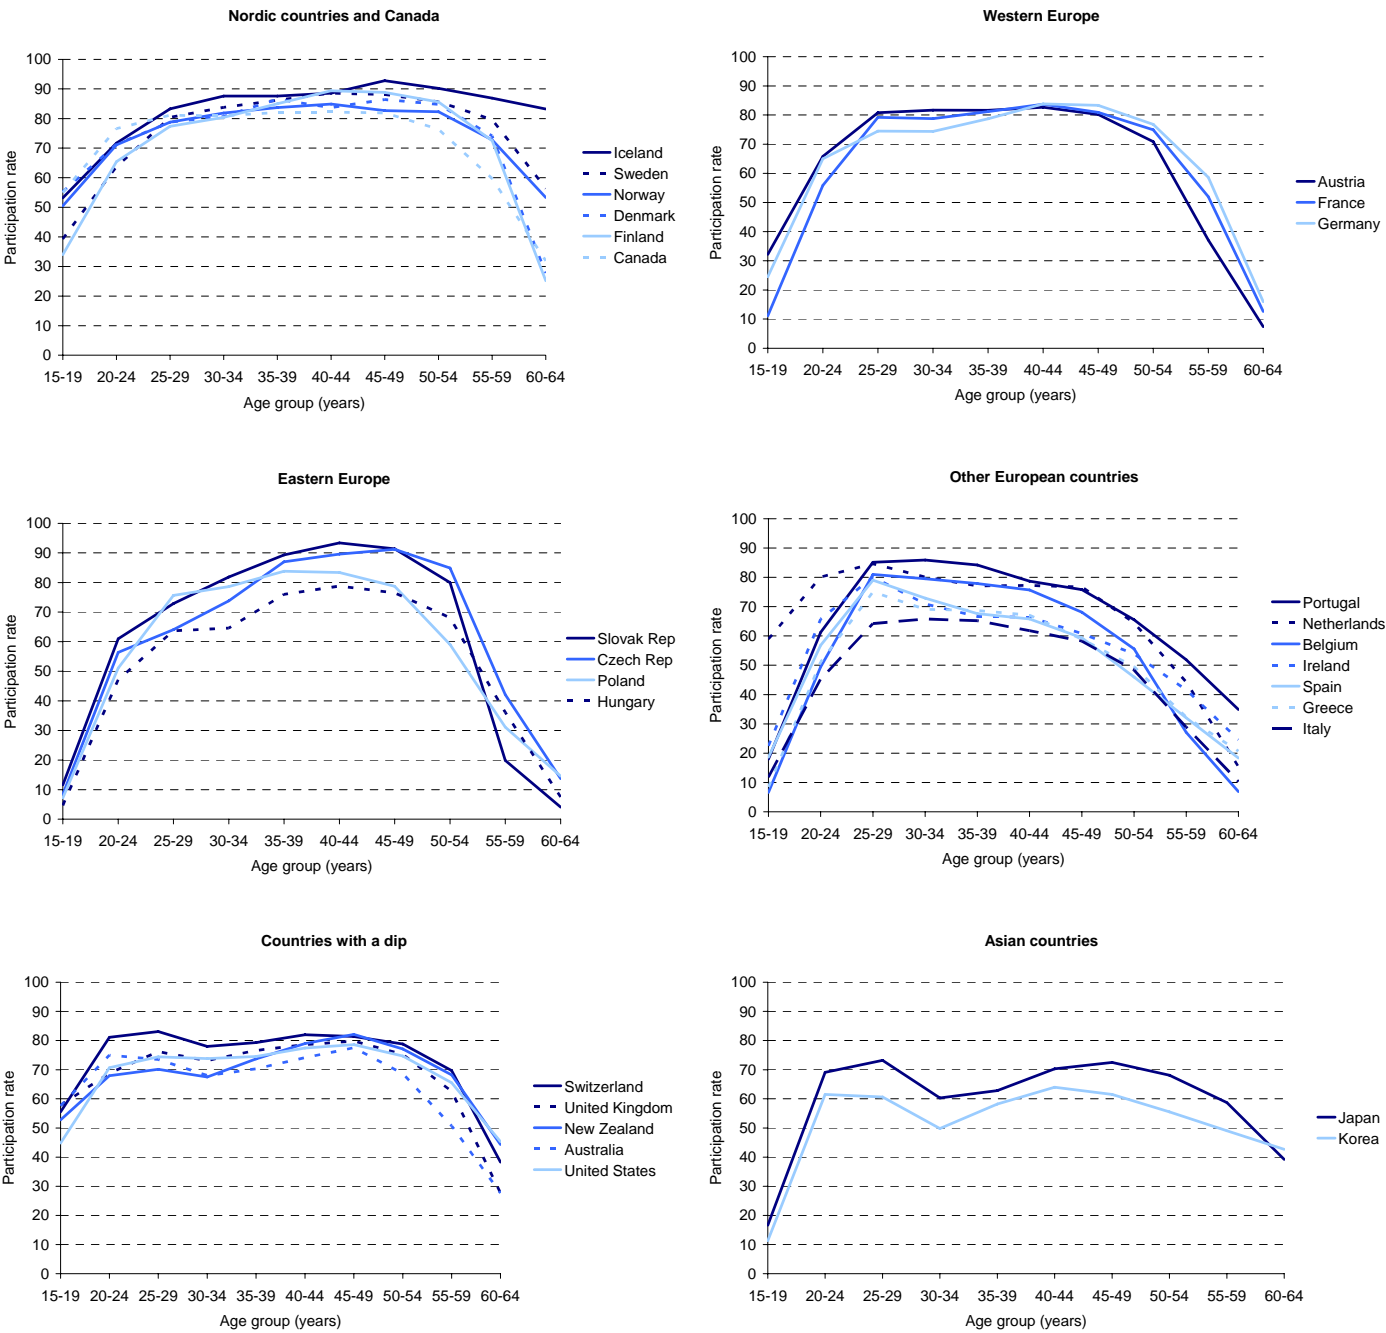 Nordic countries and Canada
100
90
80
70
60
50
40
30
20
10
0
Participation rate
15-19 20-24 25-29 30-34 35-39 40-44 45-49 50-54 55-59 60-64
Age group (years)
Iceland
Sweden
Norway
Denmark
Finland
Canada
Western Europe
100
90
80
70
60
50
40
30
20
10
0
Participation rate
15-19 20-24 25-29 30-34 35-39 40-44 45-49 50-54 55-59 60-64
Age group (years)
Austria
France
Germany
Eastern Europe
100
90
80
70
60
50
40
30
20
10
0
Participation rate
15-19 20-24 25-29 30-34 35-39 40-44 45-49 50-54 55-59 60-64
Age group (years)
Slovak Rep
Czech Rep
Poland
Hungary
Other European countries
100
90
80
70
60
50
40
30
20
10
0
Participation rate
15-19 20-24 25-29 30-34 35-39 40-44 45-49 50-54 55-59 60-64
Age group (years)
Portugal
Netherlands
Belgium
Ireland
Spain
Greece
Italy
Countries with a dip
100
90
80
70
60
50
40
30
20
10
0
Participation rate
15-19 20-24 25-29 30-34 35-39 40-44 45-49 50-54 55-59 60-64
Age group (years)
Switzerland
United Kingdom
New Zealand
Australia
United States
Asian countries
100
90
80
70
60
50
40
30
20
10
0
Participation rate
15-19 20-24 25-29 30-34 35-39 40-44 45-49 50-54 55-59 60-64
Age group (years)
Japan
Korea